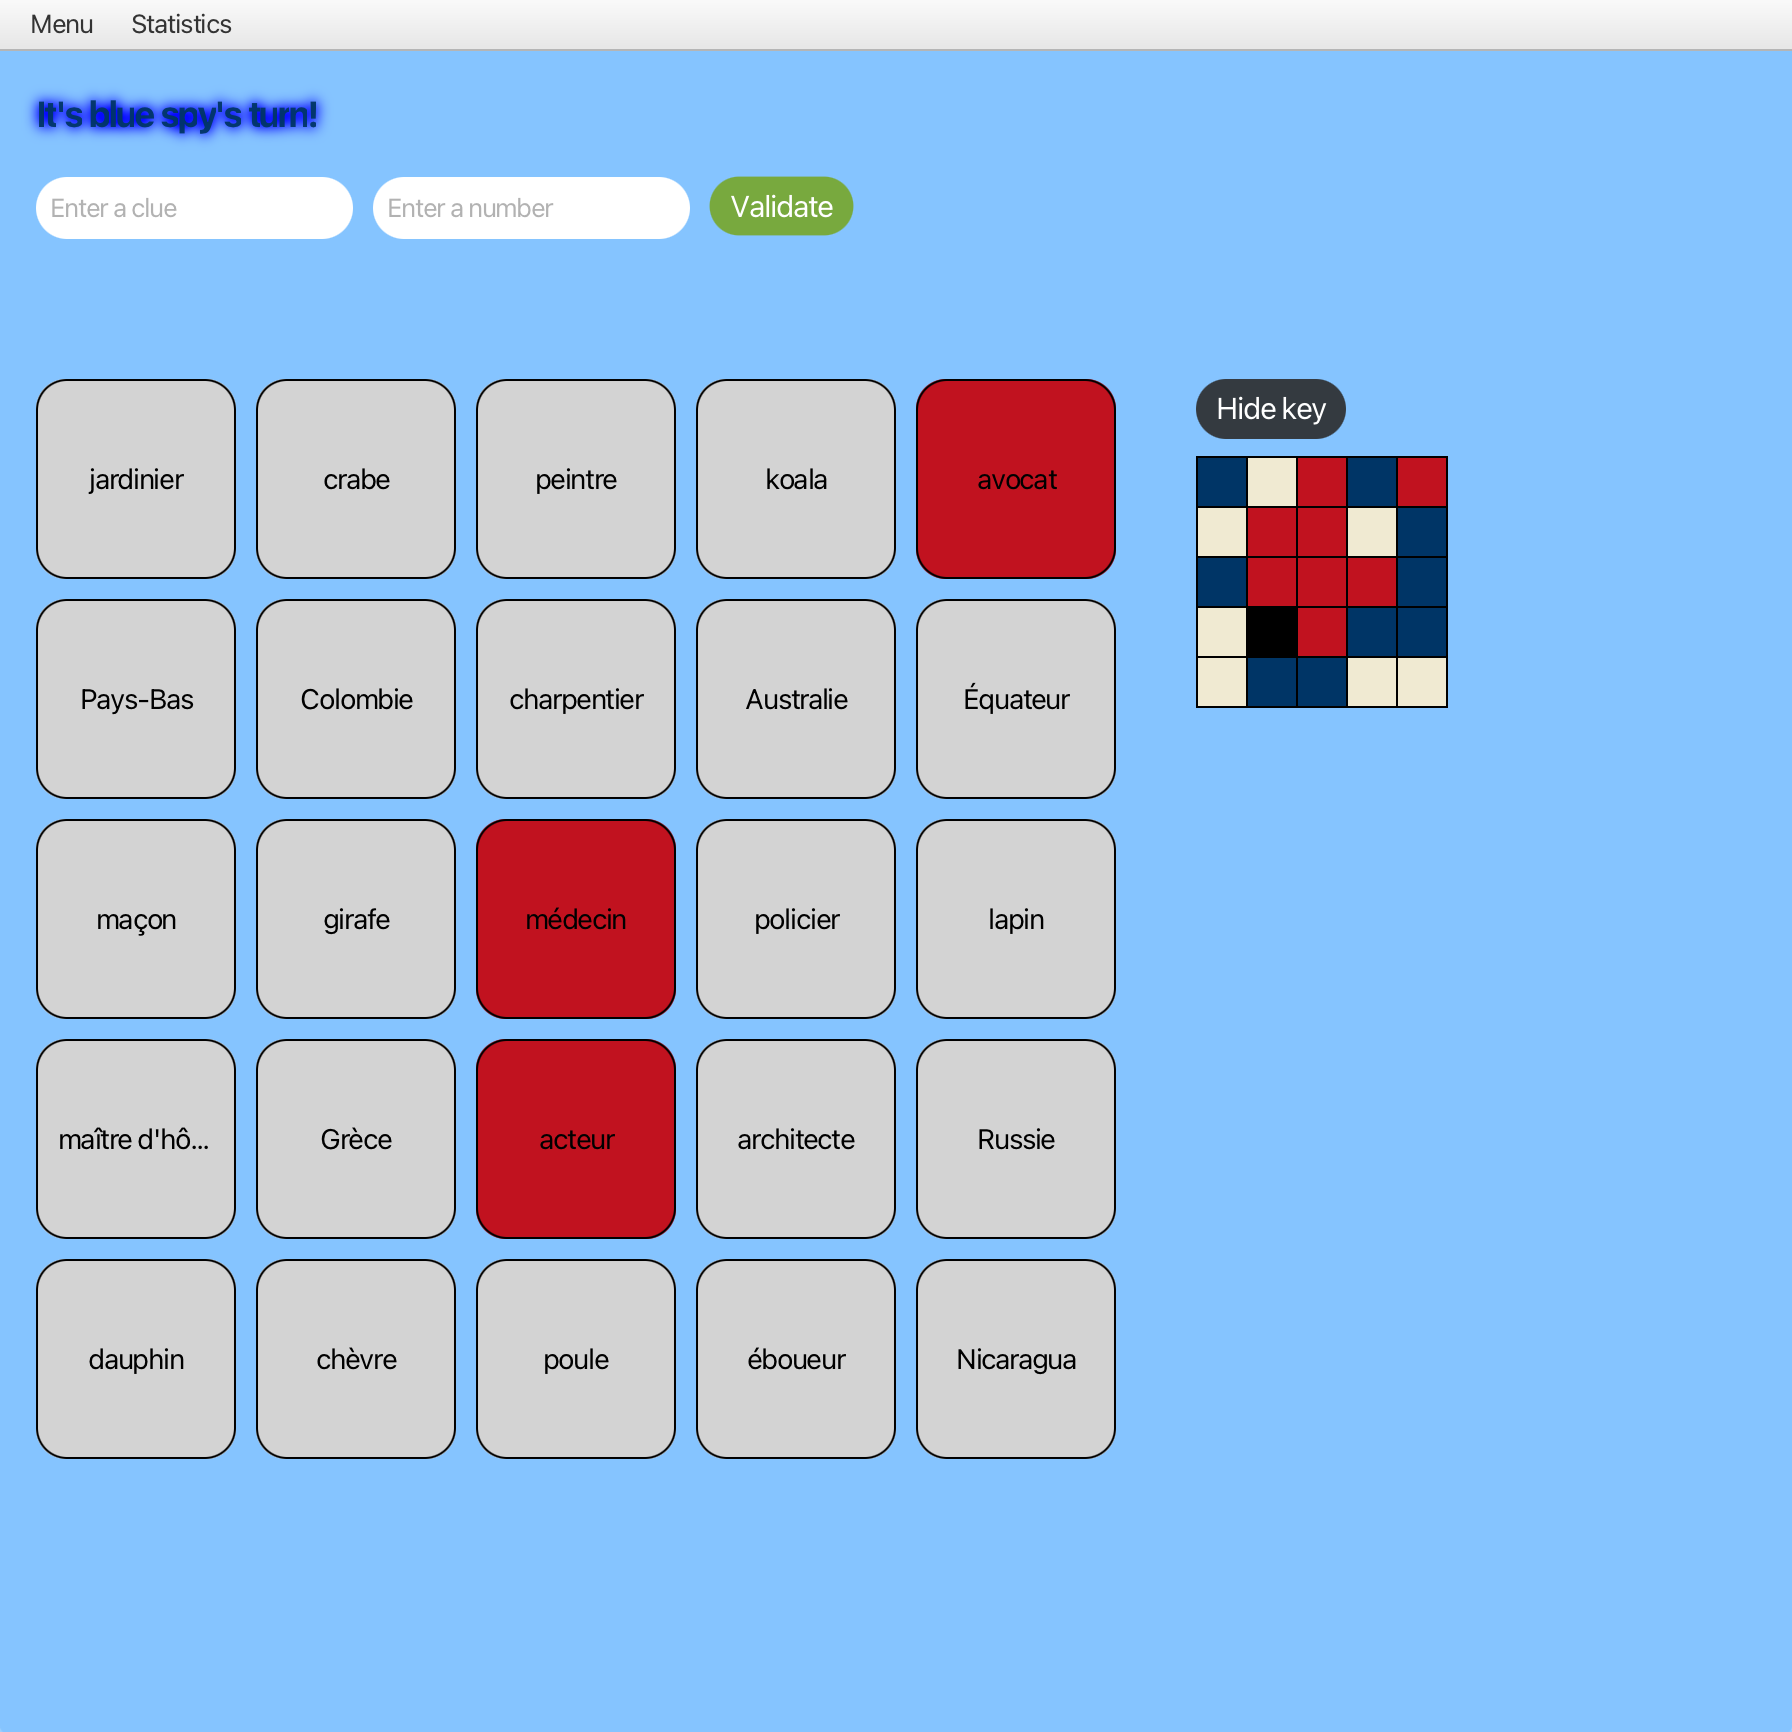 Menu Statistics
It's blue spy's turn!
Enter a clue Enter a number Validate
Hide key
jardinier crabe peintre koala avocat
Pays-Bas Colombie charpentier Australie Équateur
maçon girafe médecin policier lapin
maître d'hô... Grèce acteur architecte Russie
dauphin chèvre poule éboueur Nicaragua